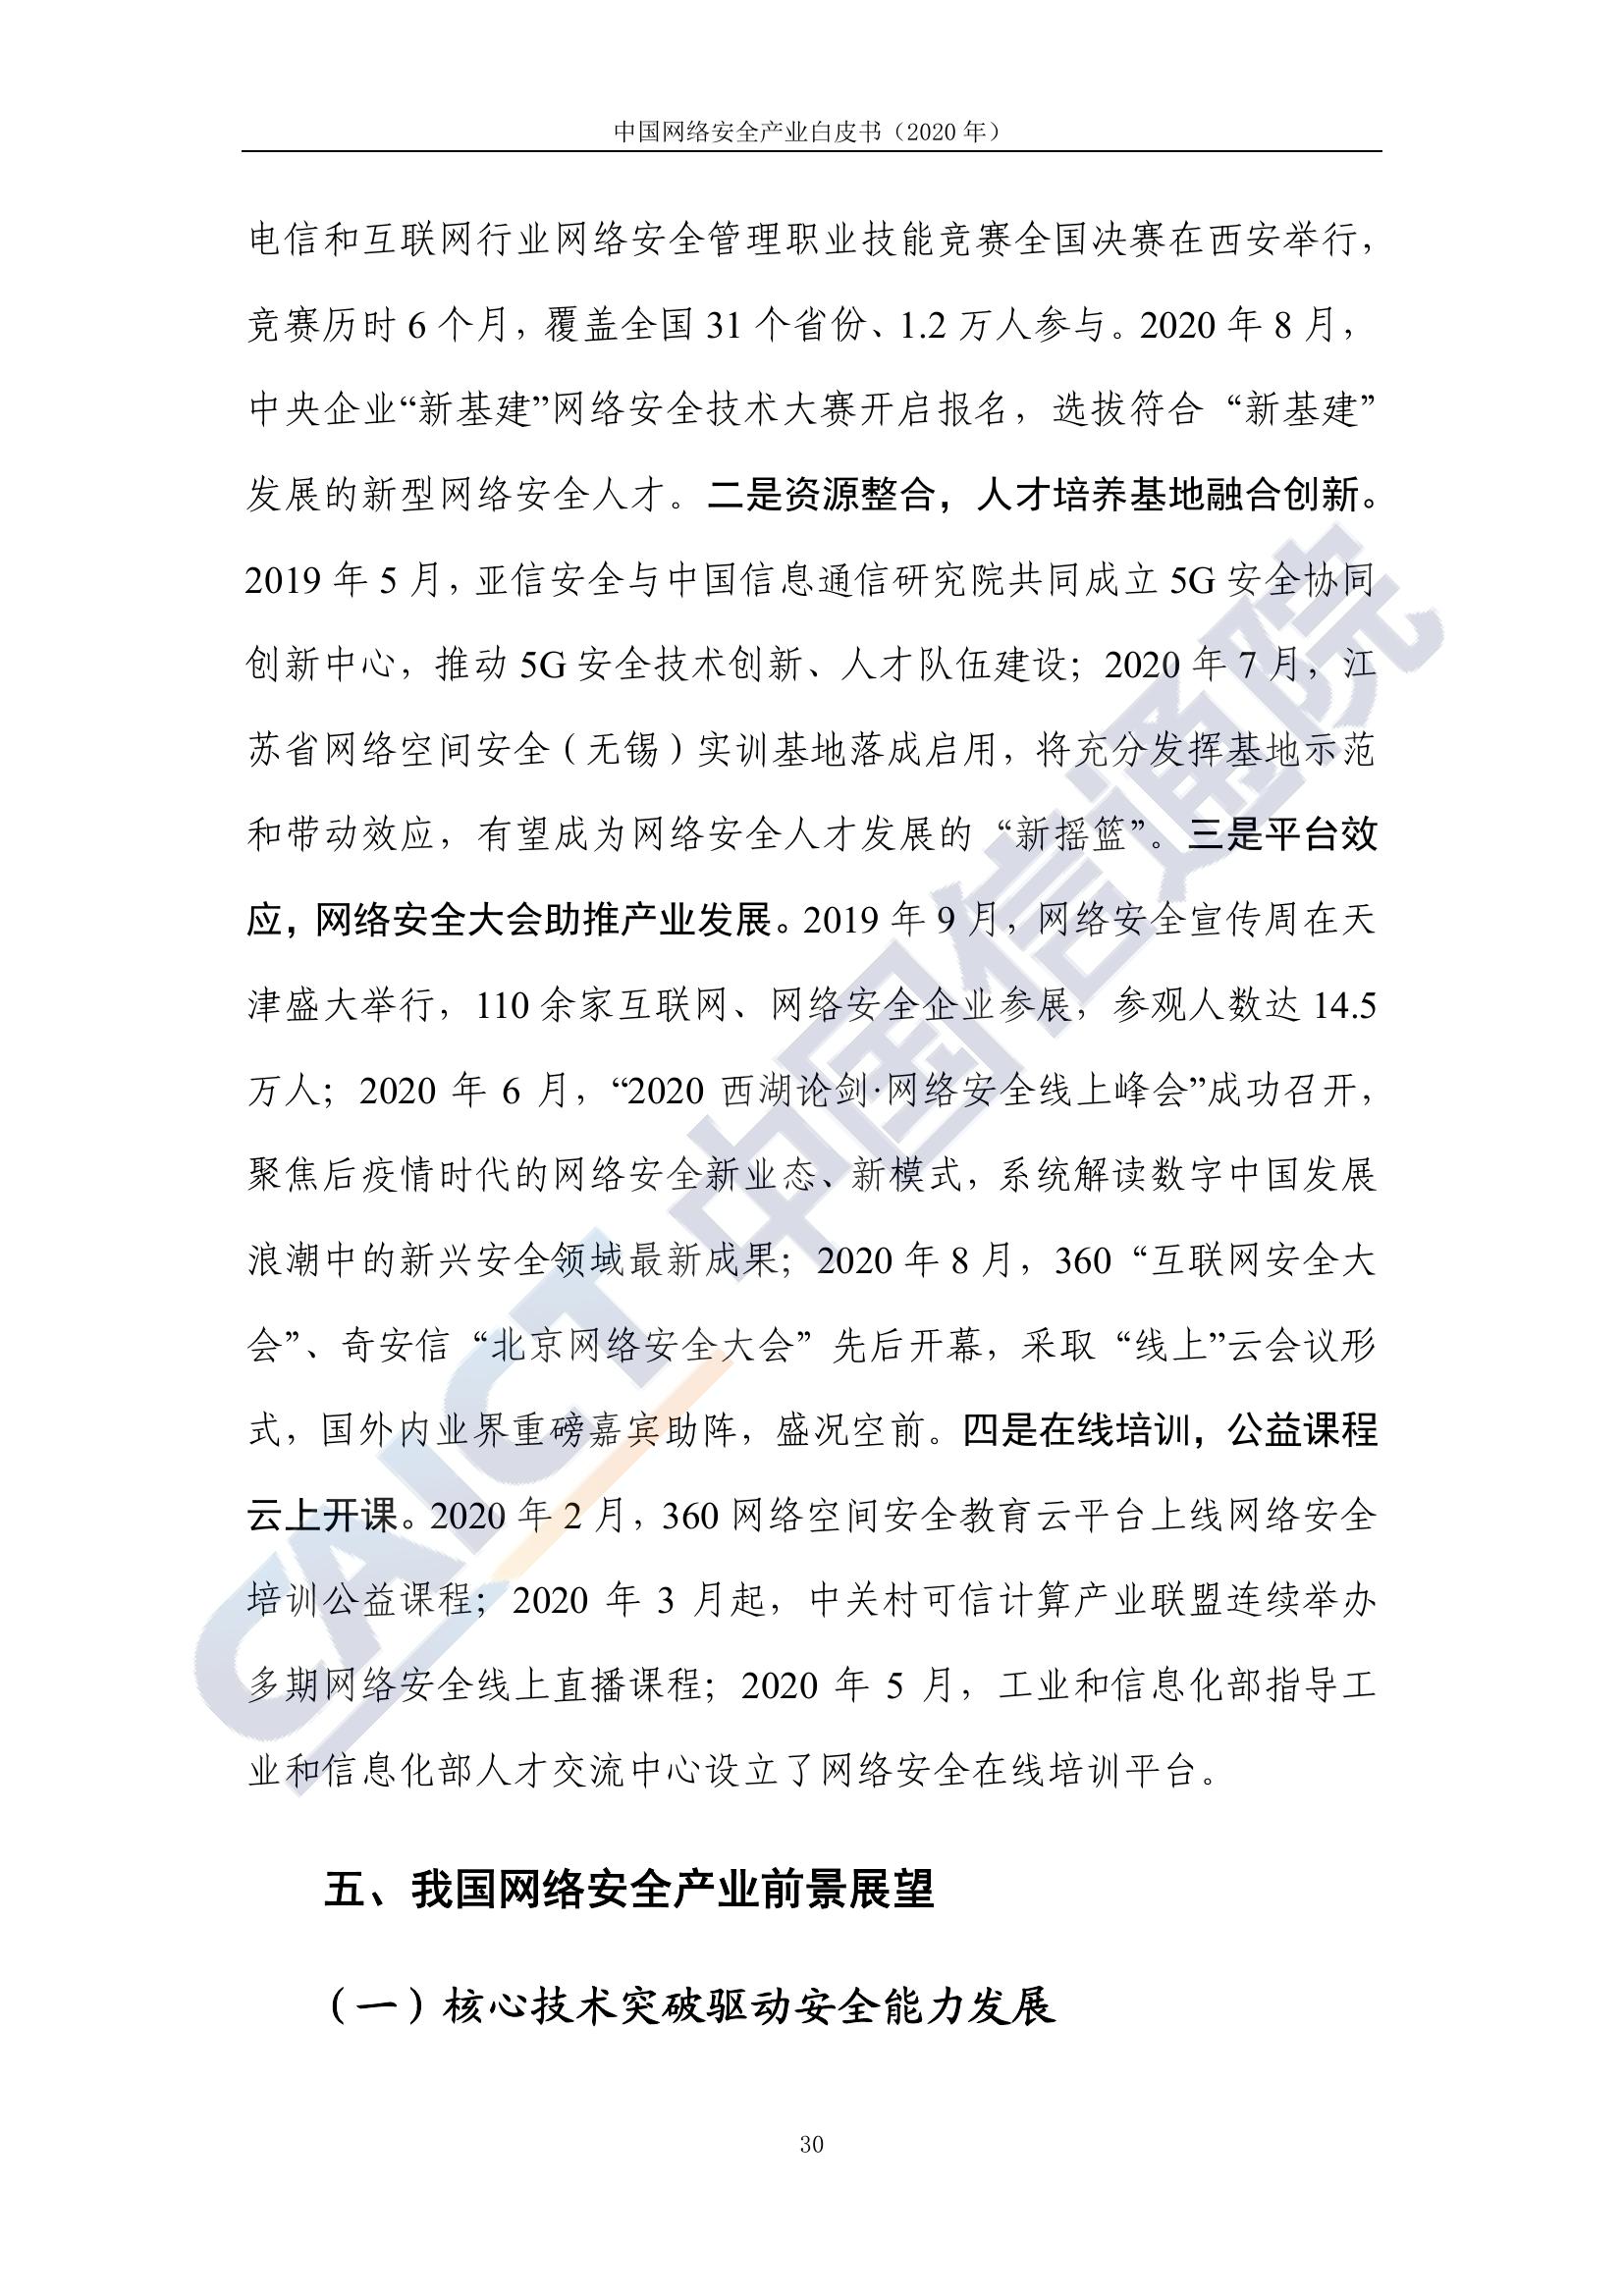 中国网络安全产业白皮书（2020 年）
电信和互联网行业网络安全管理职业技能竞赛全国决赛在西安举行，
竞赛历时 6 个月，覆盖全国 31 个省份、1.2 万人参与。2020 年 8 月，
中央企业“新基建”网络安全技术大赛开启报名，选拔符合“新基建”
发展的新型网络安全人才。二是资源整合，人才培养基地融合创新。
2019 年 5 月，亚信安全与中国信息通信研究院共同成立 5G 安全协同
创新中心，推动 5G 安全技术创新、人才队伍建设；2020 年 7 月，江
苏省网络空间安全（无锡）实训基地落成启用，将充分发挥基地示范
和带动效应，有望成为网络安全人才发展的“新摇篮”。三是平台效
应，网络安全大会助推产业发展。2019 年 9 月，网络安全宣传周在天
津盛大举行，110 余家互联网、网络安全企业参展，参观人数达 14.5
万人；2020 年 6 月，“2020 西湖论剑·网络安全线上峰会”成功召开，
聚焦后疫情时代的网络安全新业态、新模式，系统解读数字中国发展
浪潮中的新兴安全领域最新成果；2020 年 8 月，360“互联网安全大
会”、奇安信“北京网络安全大会”先后开幕，采取“线上”云会议形
式，国外内业界重磅嘉宾助阵，盛况空前。四是在线培训，公益课程
云上开课。2020 年 2 月，360 网络空间安全教育云平台上线网络安全
培训公益课程；2020 年 3 月起，中关村可信计算产业联盟连续举办
多期网络安全线上直播课程；2020 年 5 月，工业和信息化部指导工
业和信息化部人才交流中心设立了网络安全在线培训平台。
五、我国网络安全产业前景展望
（一）核心技术突破驱动安全能力发展
30
CAICT 中国信通院